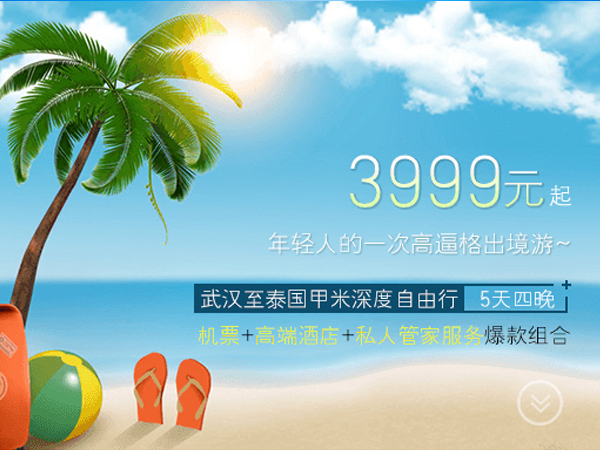 3999元起
年轻人的一次高逼格出境游~
武汉至泰国甲米深度自由行 5天四晚
机票+高端酒店+私人管家服务爆款组合